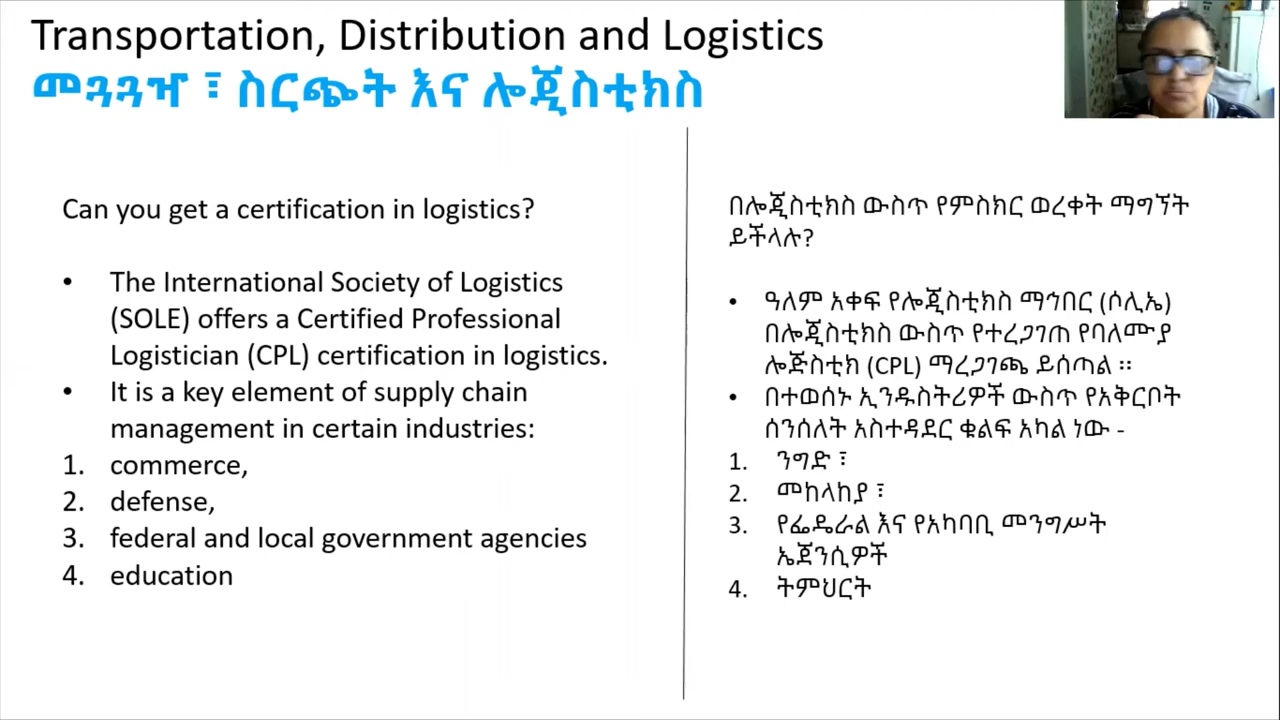 Transportation, Distribution and Logistics
መጓጓዣ ፣ ስርጭት እና ሎጂስቲክስ
Can you get a certification in logistics?
• The International Society of Logistics
(SOLE) offers a Certified Professional
Logistician (CPL) certification in logistics.
• It is a key element of supply chain
management in certain industries:
1. commerce,
2. defense,
3. federal and local government agencies
4. education
በሎጂስቲክስ ውስጥ የምስክር ወረቀት ማግኘት
ይችላሉ?
• ዓለም አቀፍ የሎጂስቲክስ ማኅበር (ሶሊኤ)
በሎጂስቲክስ ውስጥ የተረጋገጠ የባለሙያ
ሎጅስቲክ (CPL) ማረጋገጫ ይሰጣል ፡፡
• በተወሰኑ ኢንዱስትሪዎች ውስጥ የአቅርቦት
ሰንሰለት አስተዳደር ቁልፍ አካል ነው -
1. ንግድ ፣
2. መከላከያ ፣
3. የፌዴራል እና የአካባቢ መንግሥት
ኤጀንሲዎች
4. ትምህርት